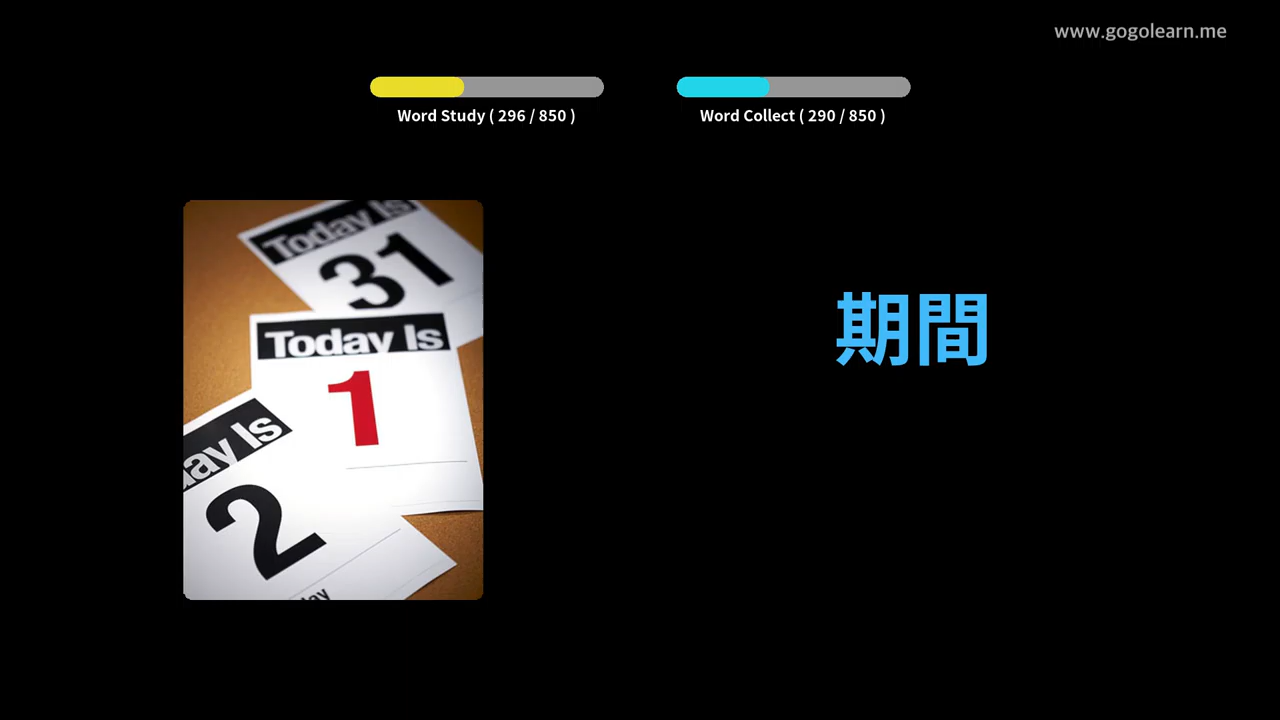 www.gogolearn.me
Word Study ( 296 / 850 )
Word Collect ( 290 / 850 )
Today Is
31
Today Is
1
ay Is
2
ay
期間